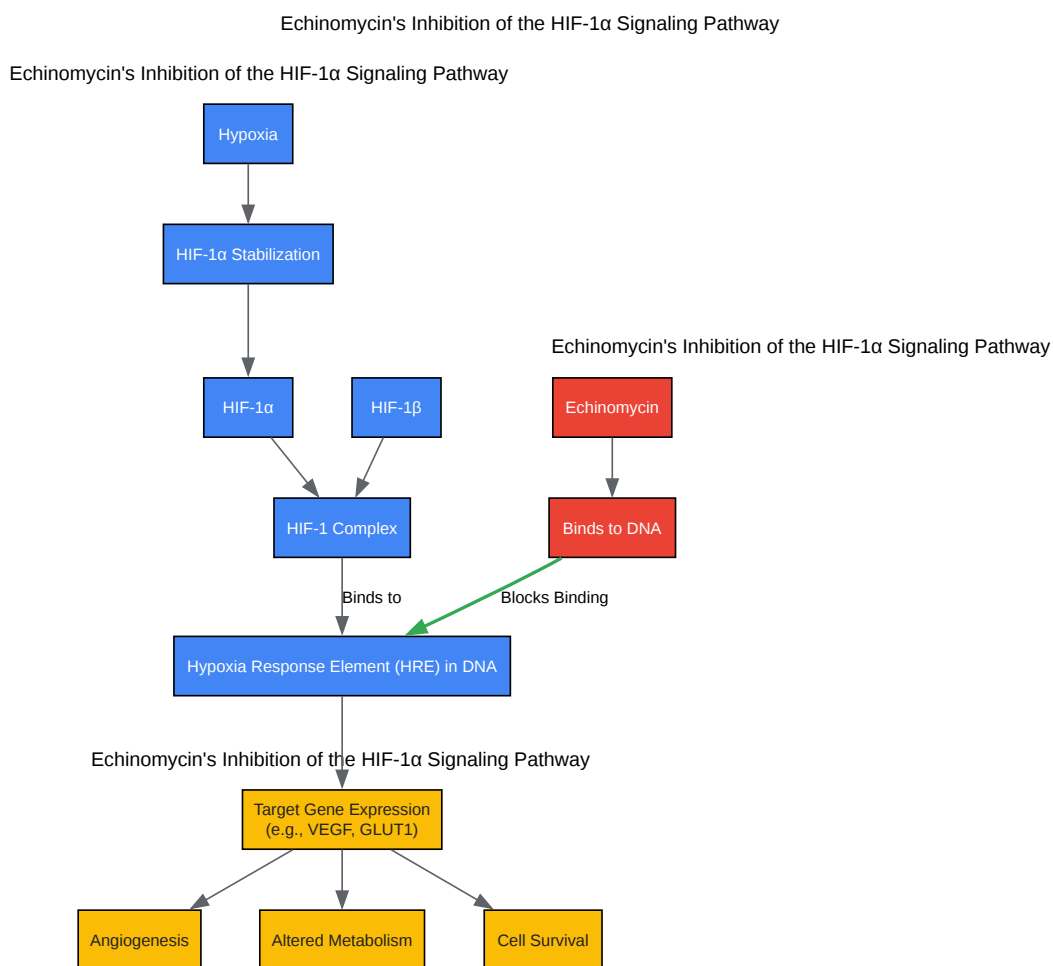 Echinomycin's Inhibition of the HIF-1α Signaling Pathway
Echinomycin's Inhibition of the HIF-1α Signaling Pathway
Hypoxia
HIF-1α Stabilization
Echinomycin's Inhibition of the HIF-1α Signaling Pathway
HIF-1α
HIF-1β
Echinomycin
HIF-1 Complex
Binds to DNA
Binds to
Blocks Binding
Hypoxia Response Element (HRE) in DNA
Echinomycin's Inhibition of the HIF-1α Signaling Pathway
Target Gene Expression
(e.g., VEGF, GLUT1)
Angiogenesis
Altered Metabolism
Cell Survival